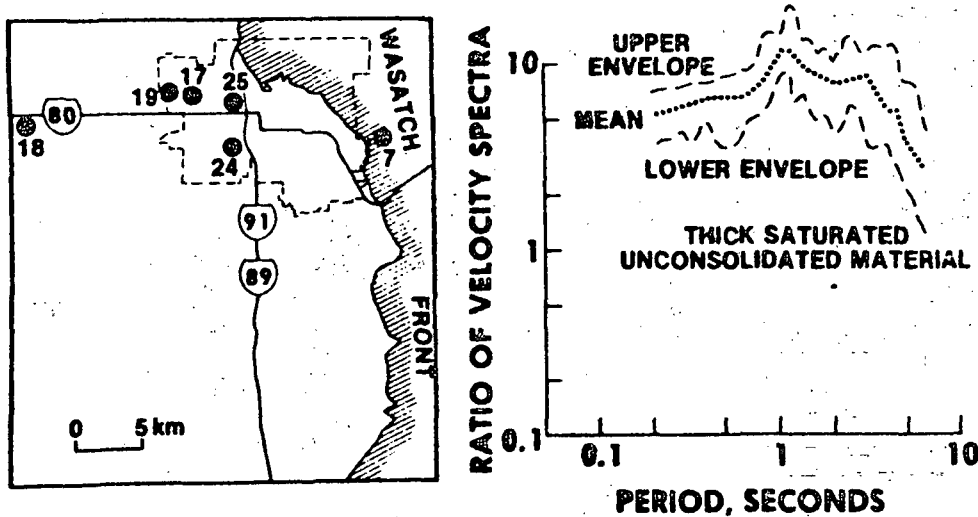 WASATCH
FRONT
17
19
25
80
18
24
7
91
89
0 5 km
RATIO OF VELOCITY SPECTRA
10
1
0.1
UPPER
ENVELOPE
MEAN
LOWER ENVELOPE
THICK SATURATED
UNCONSOLIDATED MATERIAL
0.1 1 10
PERIOD, SECONDS